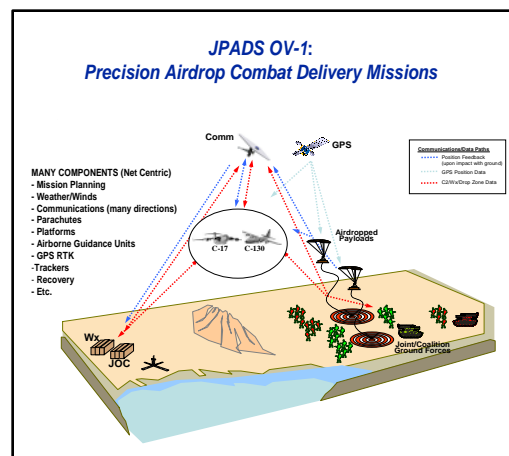 JPADS OV-1:
Precision Airdrop Combat Delivery Missions
Comm
GPS
Communications/Data Paths
Position Feedback
(upon impact with ground)
GPS Position Data
C2/Wx/Drop Zone Data
MANY COMPONENTS (Net Centric)
- Mission Planning
- Weather/Winds
- Communications (many directions)
- Parachutes
- Platforms
- Airborne Guidance Units
- GPS RTK
-Trackers
- Recovery
- Etc.
Airdropped
Payloads
C-17 C-130
Wx
JOC
Joint/Coalition
Ground Forces